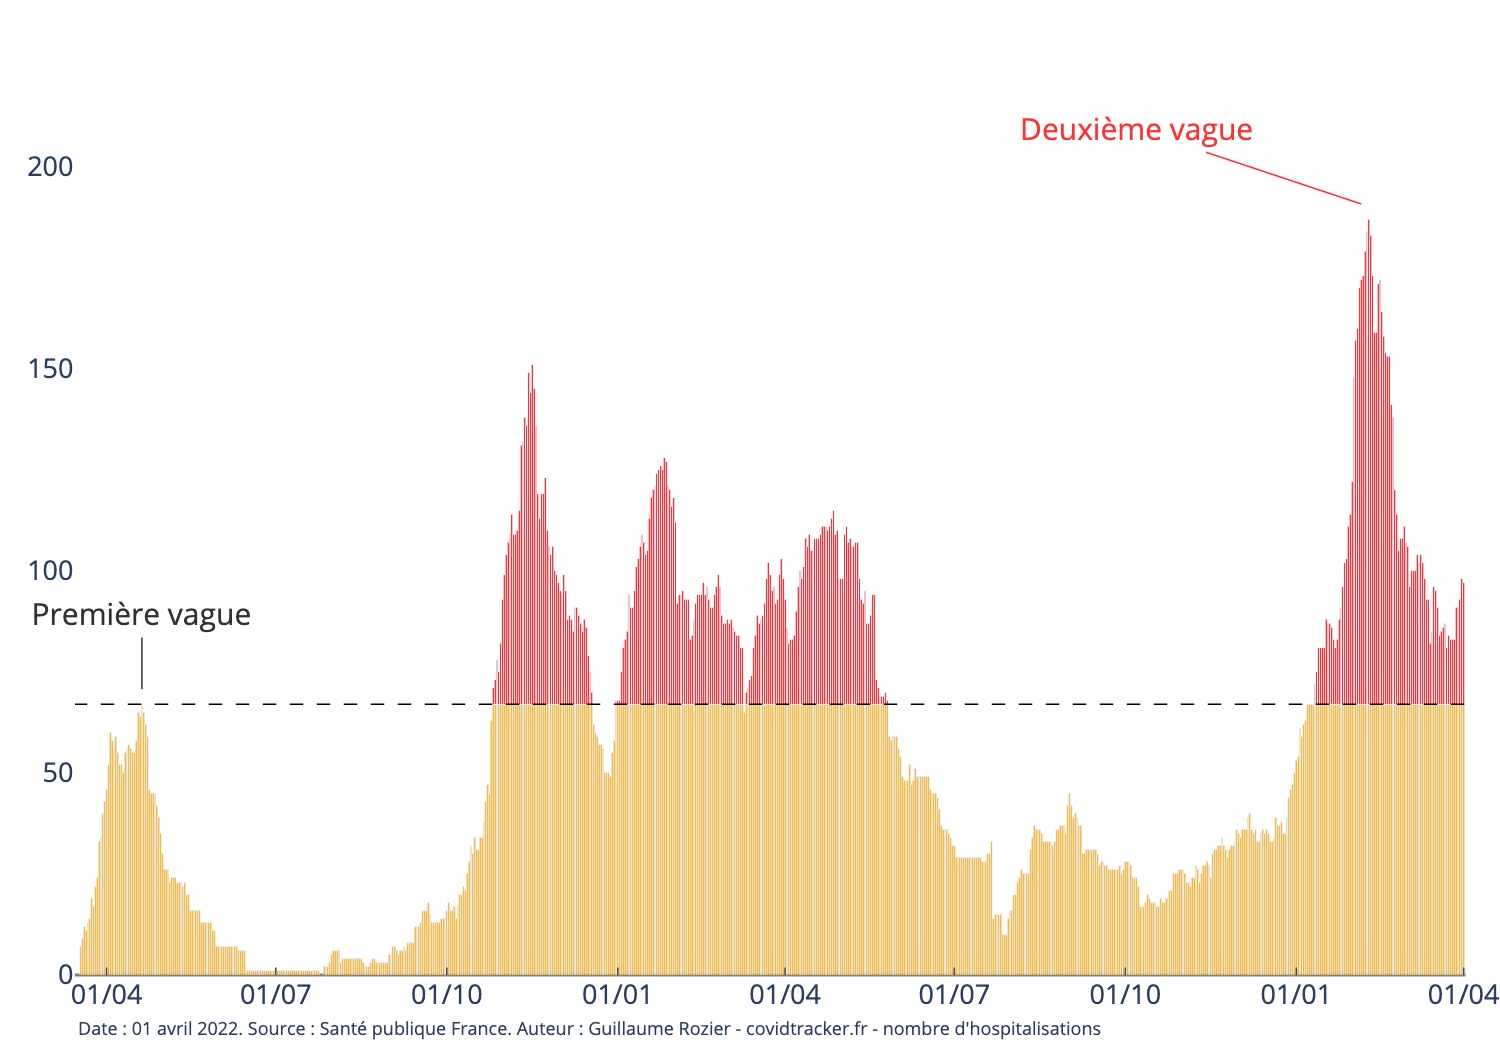 Deuxième vague
200
150
100
Première vague
50
0
01/04 01/07 01/10 01/01 01/04 01/07 01/10 01/01 01/04
Date : 01 avril 2022. Source : Santé publique France. Auteur : Guillaume Rozier - covidtracker.fr - nombre d'hospitalisations